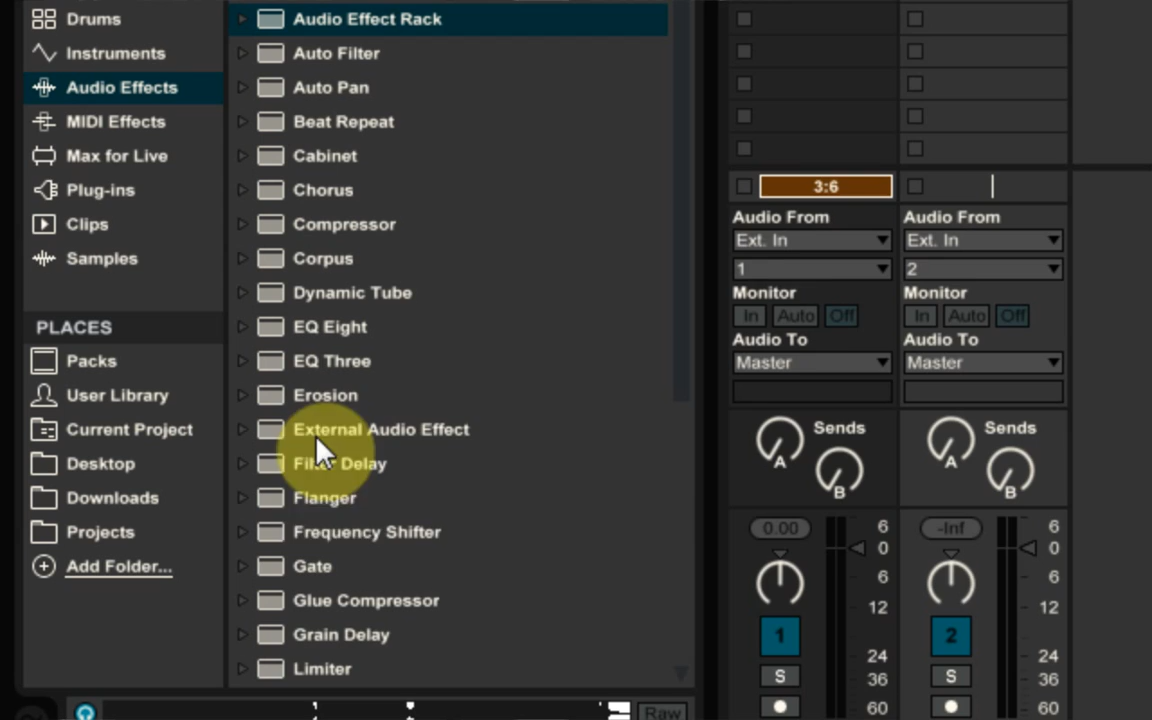 Drums
Instruments
Audio Effects
MIDI Effects
Max for Live
Plug-ins
Clips
Samples
PLACES
Packs
User Library
Current Project
Desktop
Downloads
Projects
Add Folder...
Audio Effect Rack
Auto Filter
Auto Pan
Beat Repeat
Cabinet
Chorus
Compressor
Corpus
Dynamic Tube
EQ Eight
EQ Three
Erosion
External Audio Effect
Filter Delay
Flanger
Frequency Shifter
Gate
Glue Compressor
Grain Delay
Limiter
3:6
Audio From Audio From
Ext. In Ext. In
1 2
Monitor Monitor
In Auto Off In Auto Off
Audio To Audio To
Master Master
Sends Sends
A A
B B
0.00 6 -Inf 6
0 0
6 6
12 12
1 2
24 24
S 36 S 36
60 60
Raw